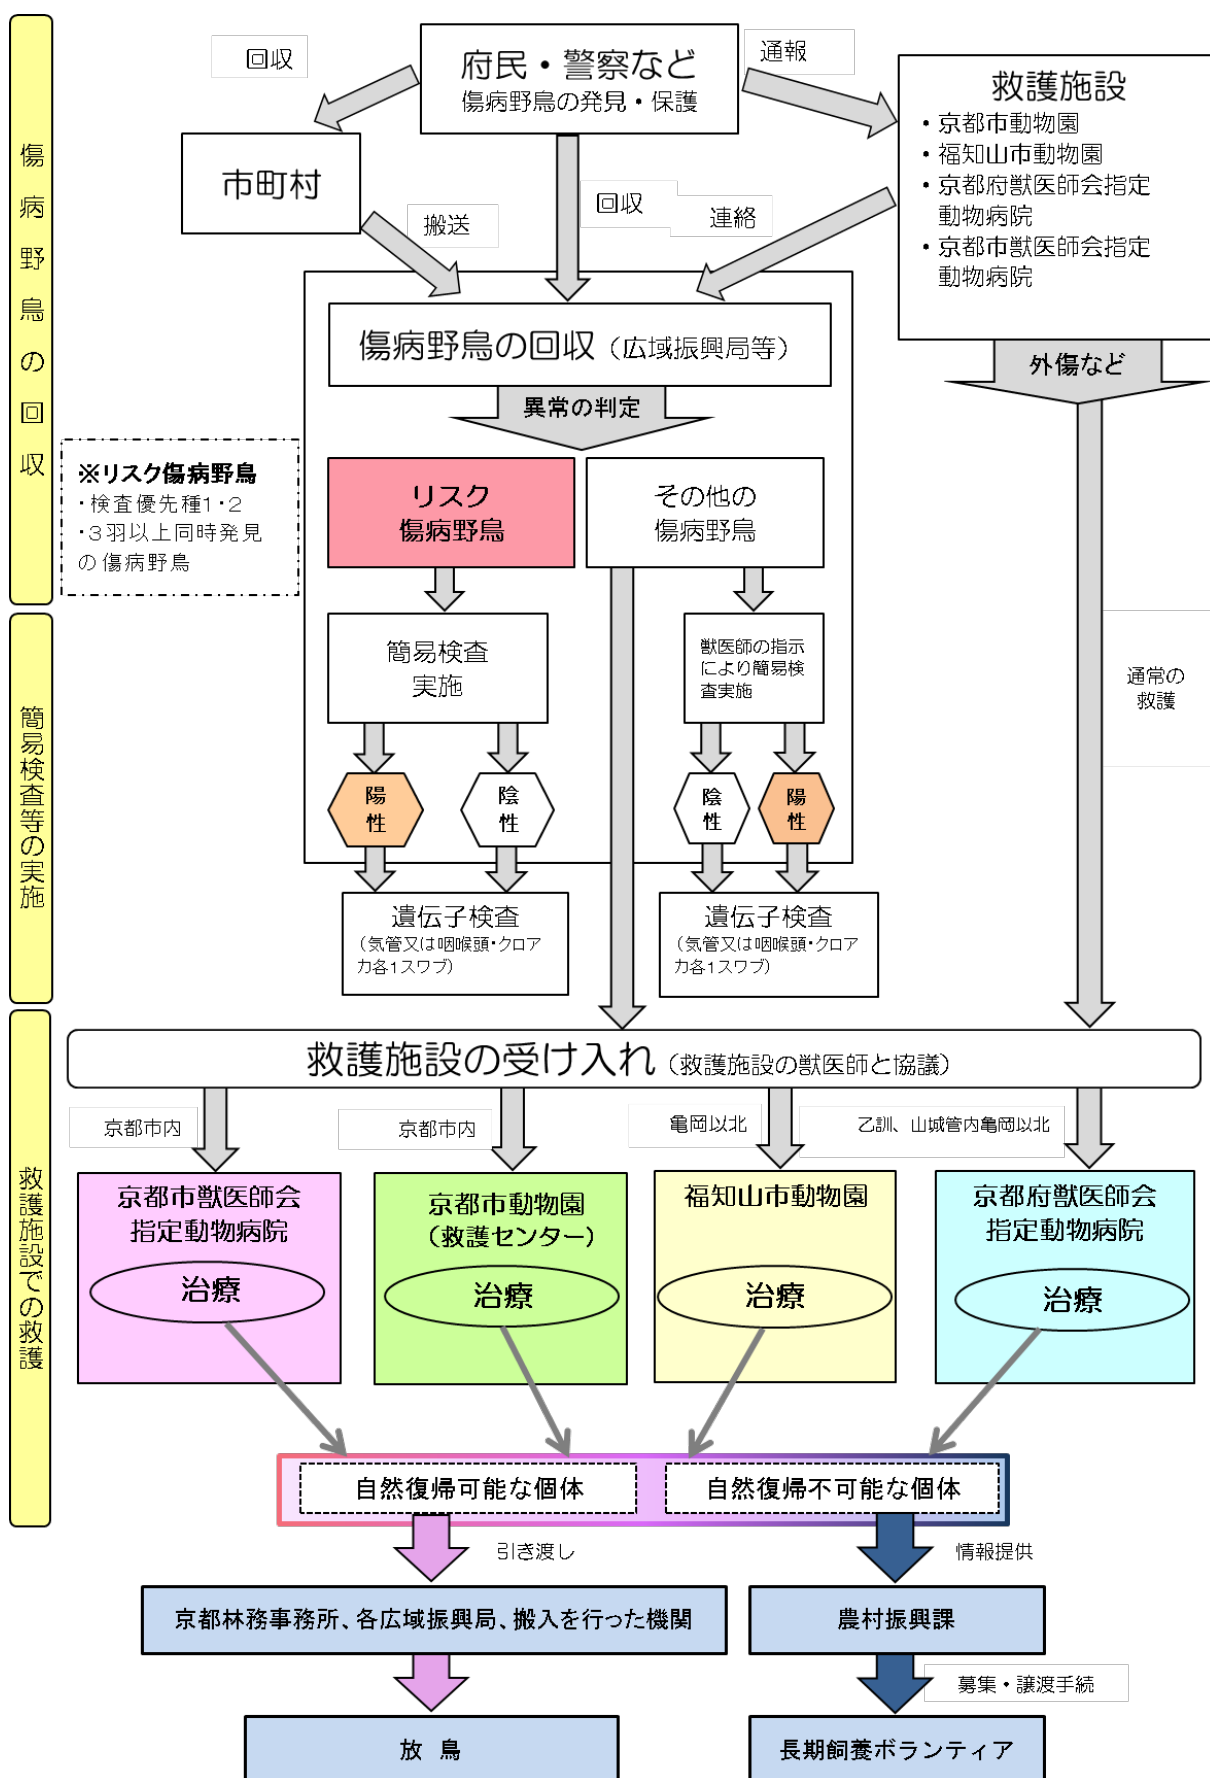 傷病野鳥の回収
回収
府民・警察など
傷病野鳥の発見・保護
通報
救護施設
・京都市動物園
・福知山市動物園
・京都府獣医師会指定
動物病院
・京都市獣医師会指定
動物病院
市町村
搬送
回収
連絡
傷病野鳥の回収（広域振興局等）
外傷など
異常の判定
※リスク傷病野鳥
・検査優先種1・2
・3羽以上同時発見
の傷病野鳥
リスク
傷病野鳥
その他の
傷病野鳥
簡易検査等の実施
簡易検査
実施
獣医師の指示
により簡易検
査実施
通常の
救護
陽
性
陰
性
陰
性
陽
性
遺伝子検査
（気管又は咽喉頭・クロア
カ各1スワブ）
遺伝子検査
（気管又は咽喉頭・クロア
カ各1スワブ）
救護施設での救護
救護施設の受け入れ（救護施設の獣医師と協議）
京都市内
京都市内
亀岡以北
乙訓、山城管内亀岡以北
京都市獣医師会
指定動物病院
治療
京都市動物園
（救護センター）
治療
福知山市動物園
治療
京都府獣医師会
指定動物病院
治療
自然復帰可能な個体
自然復帰不可能な個体
引き渡し
情報提供
京都林務事務所、各広域振興局、搬入を行った機関
農村振興課
募集・譲渡手続
放 鳥
長期飼養ボランティア